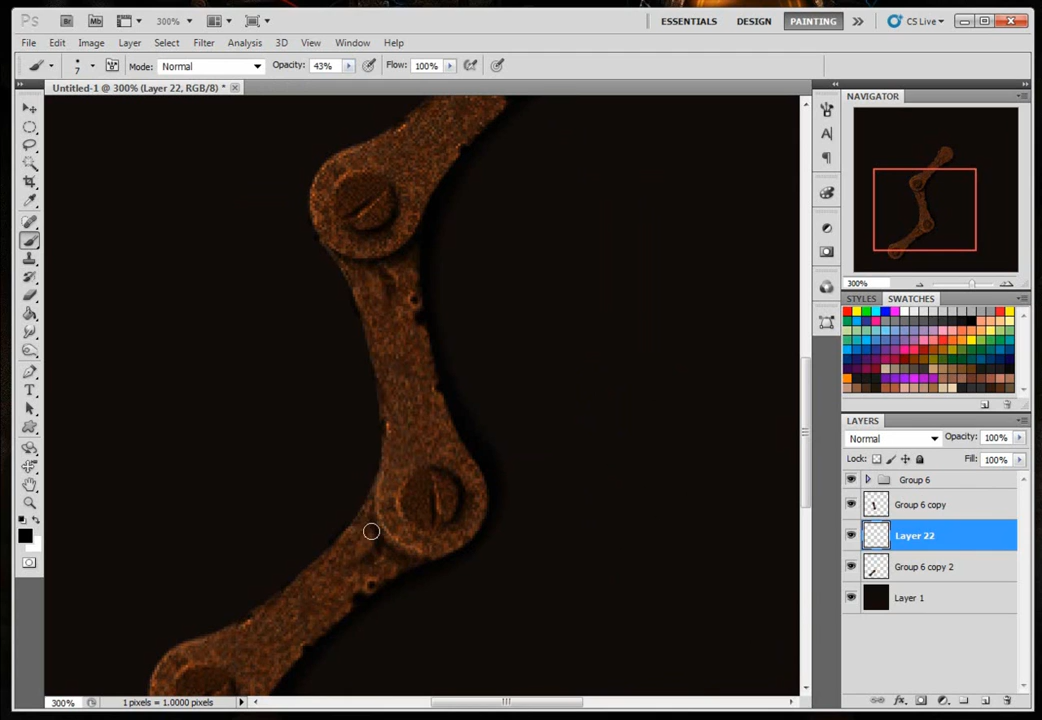 Ps Br Mb 300% ESSENTIALS DESIGN PAINTING CS Live
File Edit Image Layer Select Filter Analysis 3D View Window Help
7 Mode: Normal Opacity: 43% Flow: 100%
Untitled-1 @ 300% (Layer 22, RGB/8) *
NAVIGATOR
300%
STYLES SWATCHES
LAYERS
Normal Opacity: 100%
Lock: Fill: 100%
Group 6
Group 6 copy
Layer 22
Group 6 copy 2
Layer 1
300% 1 pixels = 1.0000 pixels